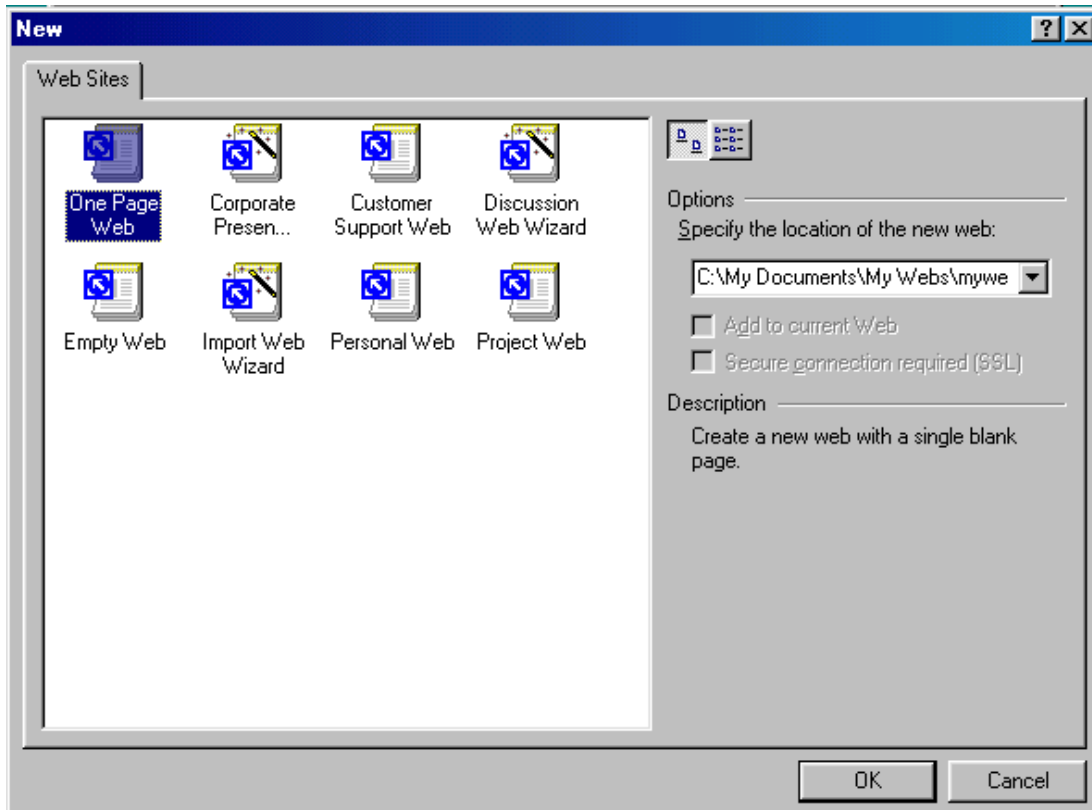 New
Web Sites
One Page
Web
Corporate
Presen...
Customer
Support Web
Discussion
Web Wizard
Empty Web
Import Web
Wizard
Personal Web
Project Web
Options
Specify the location of the new web:
C:\My Documents\My Webs\mywe
Add to current Web
Secure connection required (SSL)
Description
Create a new web with a single blank
page.
OK
Cancel